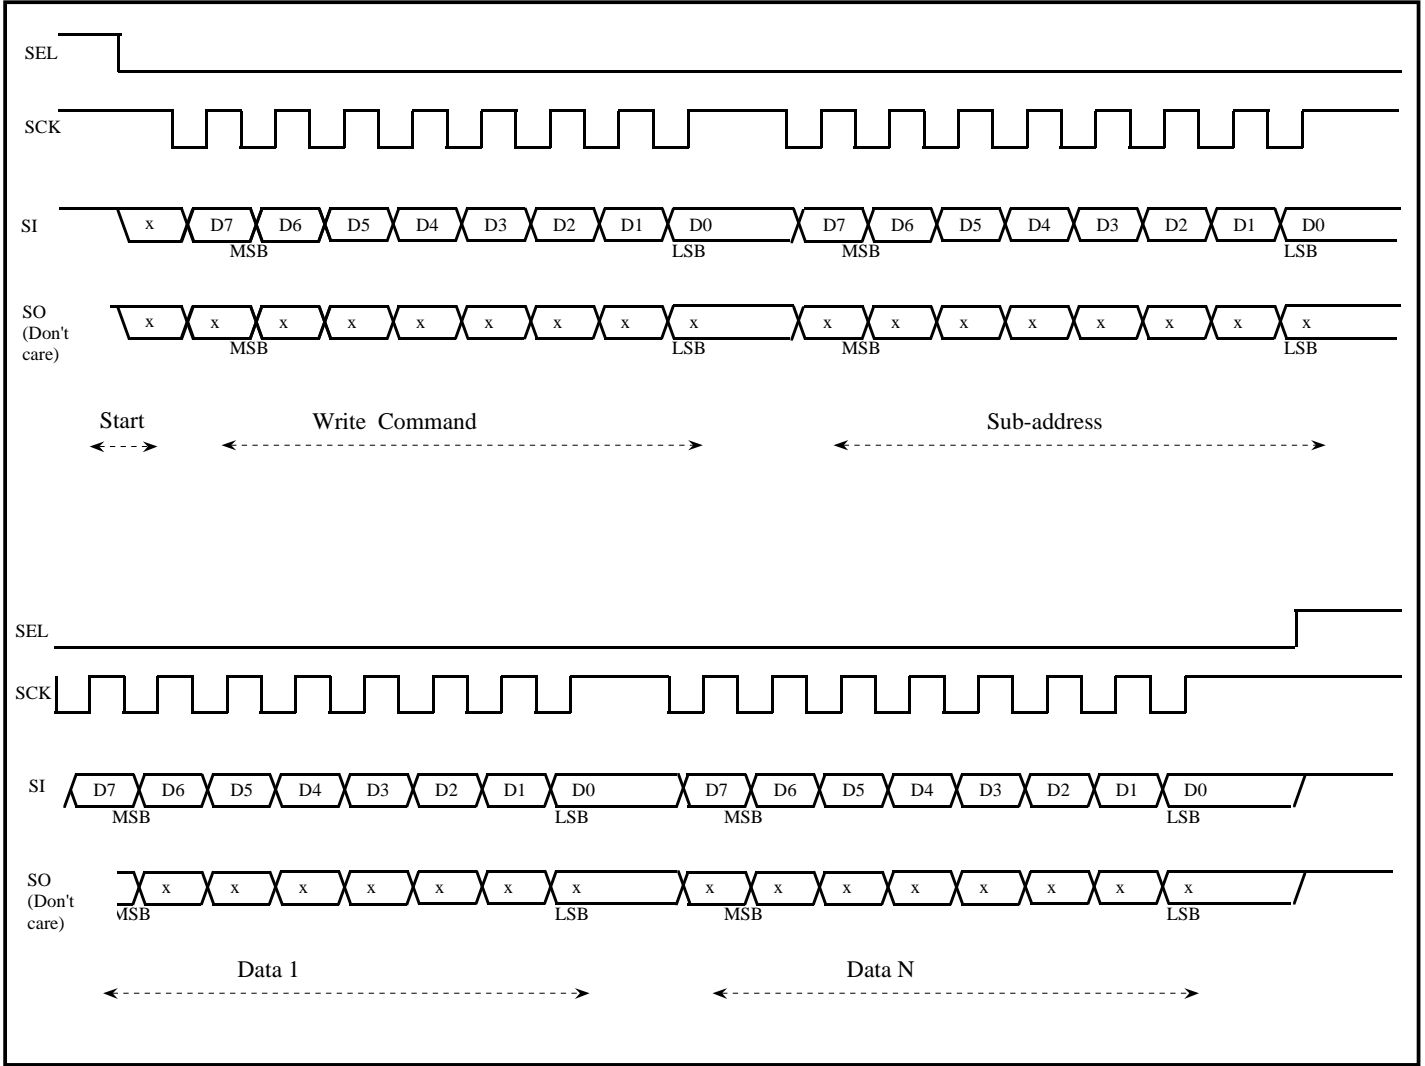 SEL
SCK
SI x D7 D6 D5 D4 D3 D2 D1 D0 D7 D6 D5 D4 D3 D2 D1 D0
MSB LSB MSB LSB
SO x x x x x x x x x x x x x x x x x
(Don't
care)
MSB LSB MSB LSB
Start Write Command Sub-address
SEL
SCK
SI D7 D6 D5 D4 D3 D2 D1 D0 D7 D6 D5 D4 D3 D2 D1 D0
MSB LSB MSB LSB
SO x x x x x x x x x x x x x x x
(Don't
care)
MSB LSB MSB LSB
Data 1 Data N